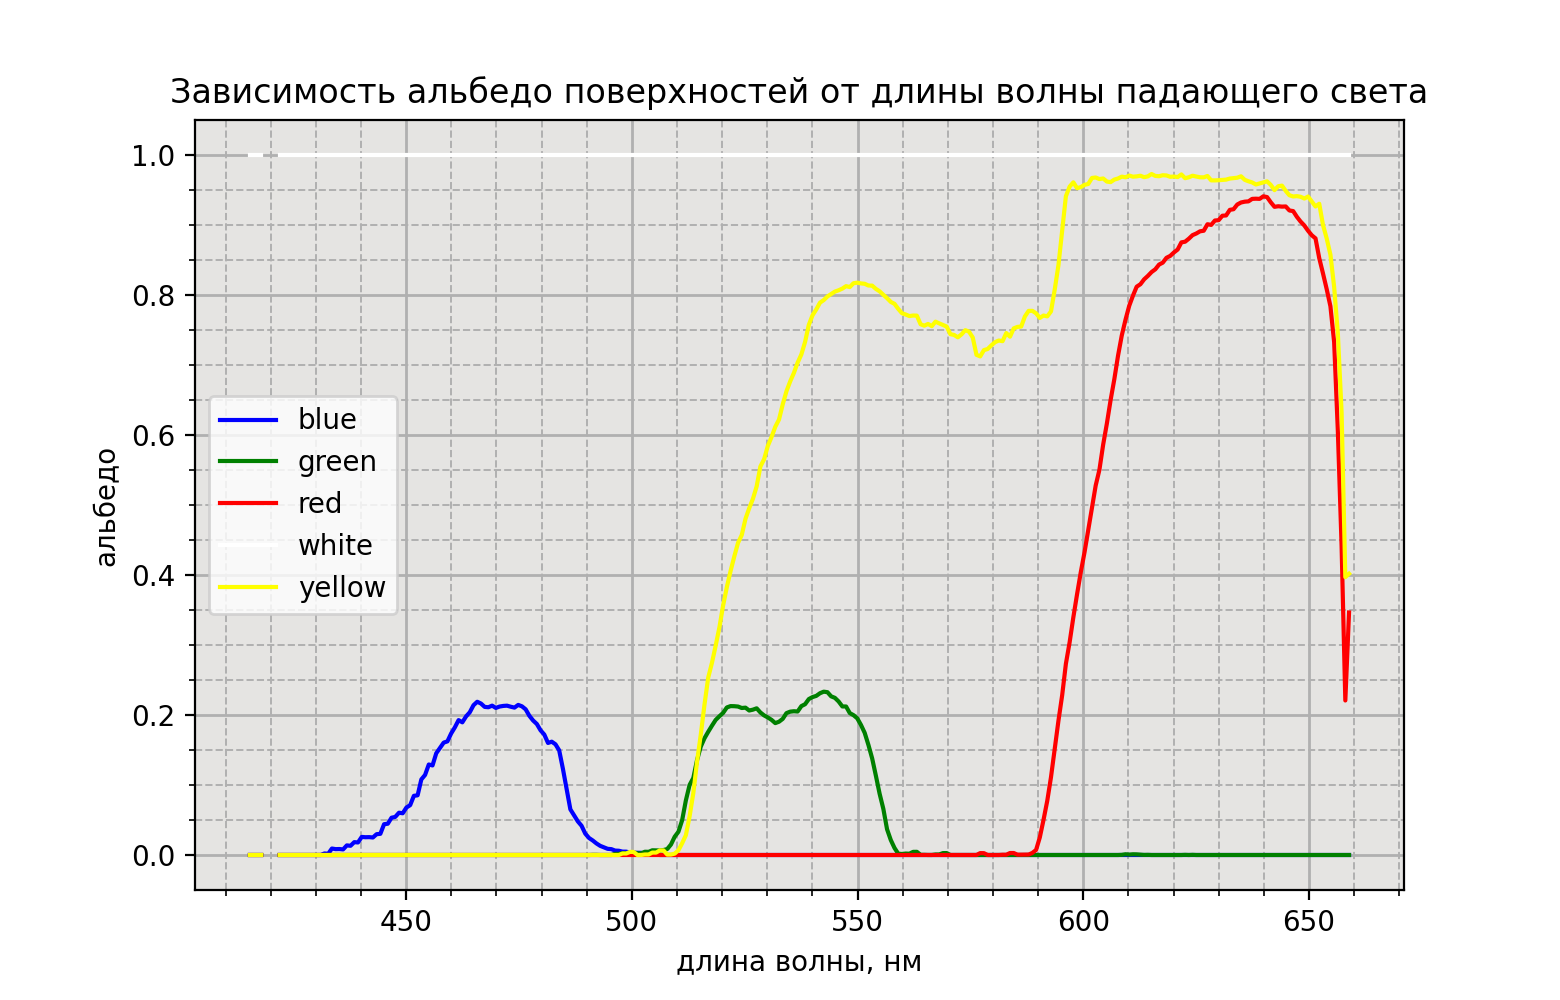 Зависимость альбедо поверхностей от длины волны падающего света
1.0
0.8
0.6
0.4
0.2
0.0
альбедо
blue
green
red
white
yellow
450 500 550 600 650
длина волны, нм